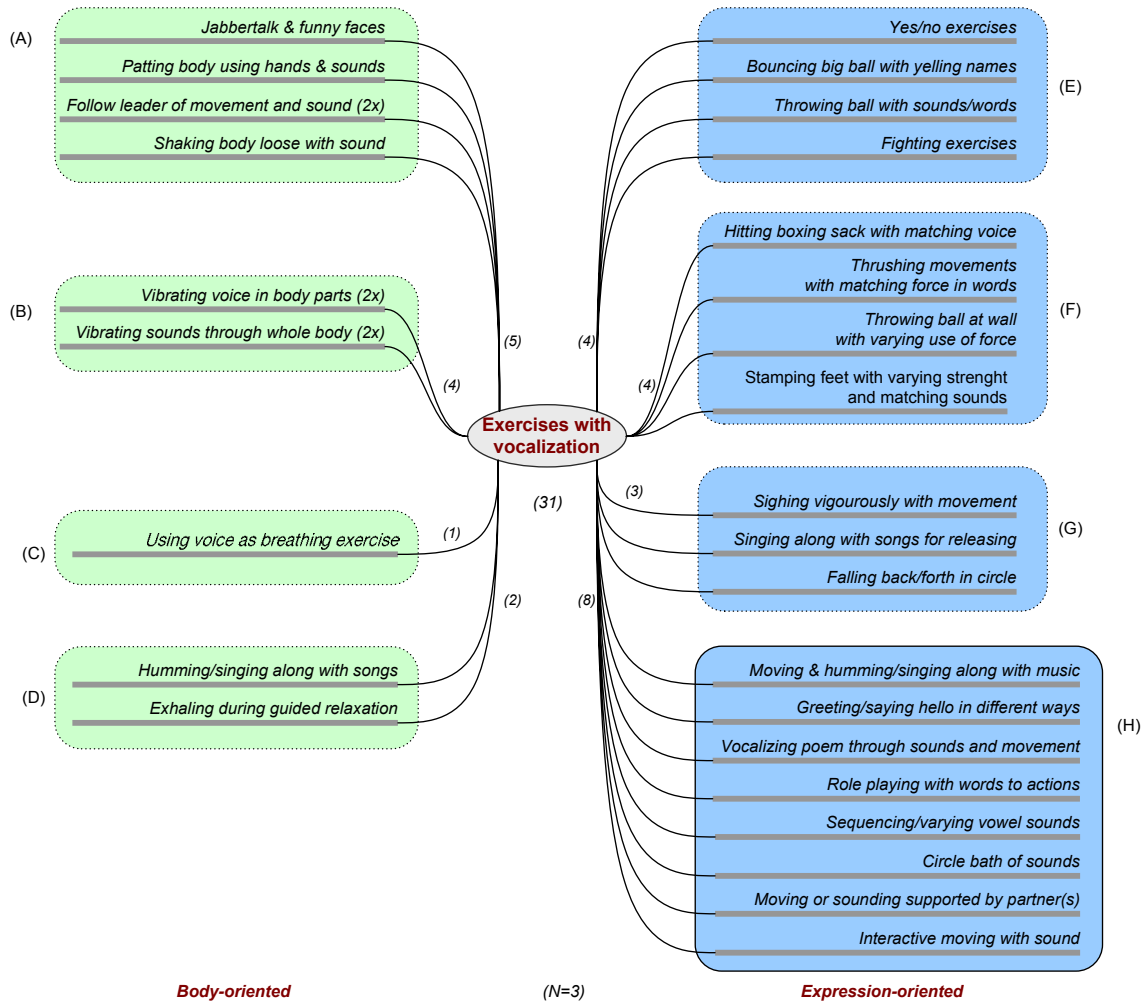 (A)
Jabbertalk & funny faces
Patting body using hands & sounds
Follow leader of movement and sound (2x)
Shaking body loose with sound
(B)
Vibrating voice in body parts (2x)
Vibrating sounds through whole body (2x)
(C)
Using voice as breathing exercise
(D)
Humming/singing along with songs
Exhaling during guided relaxation
(5)
(4)
(1)
(2)
Exercises with
vocalization
(31)
(4)
(4)
(3)
(8)
Yes/no exercises
Bouncing big ball with yelling names
Throwing ball with sounds/words
Fighting exercises
(E)
Hitting boxing sack with matching voice
Thrushing movements
with matching force in words
Throwing ball at wall
with varying use of force
Stamping feet with varying strenght
and matching sounds
(F)
Sighing vigourously with movement
Singing along with songs for releasing
Falling back/forth in circle
(G)
Moving & humming/singing along with music
Greeting/saying hello in different ways
Vocalizing poem through sounds and movement
Role playing with words to actions
Sequencing/varying vowel sounds
Circle bath of sounds
Moving or sounding supported by partner(s)
Interactive moving with sound
(H)
Body-oriented
(N=3)
Expression-oriented